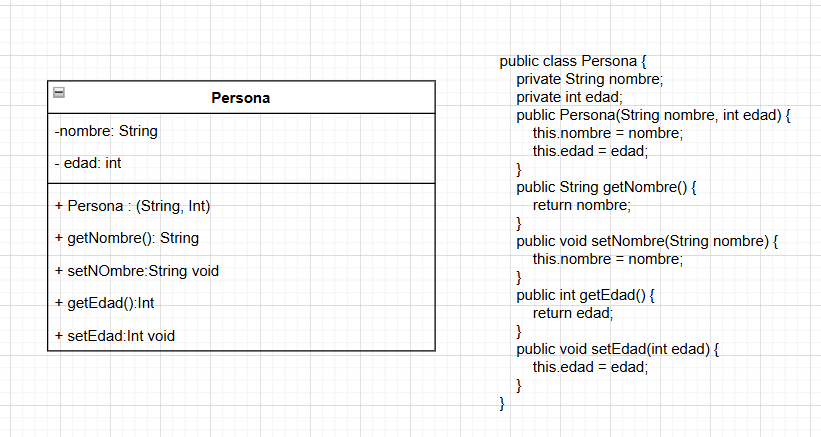 Persona
-nombre: String
- edad: int
+ Persona : (String, Int)
+ getNombre(): String
+ setNOmbre:String void
+ getEdad():Int
+ setEdad:Int void
public class Persona {
private String nombre;
private int edad;
public Persona(String nombre, int edad) {
this.nombre = nombre;
this.edad = edad;
}
public String getNombre() {
return nombre;
}
public void setNombre(String nombre) {
this.nombre = nombre;
}
public int getEdad() {
return edad;
}
public void setEdad(int edad) {
this.edad = edad;
}
}